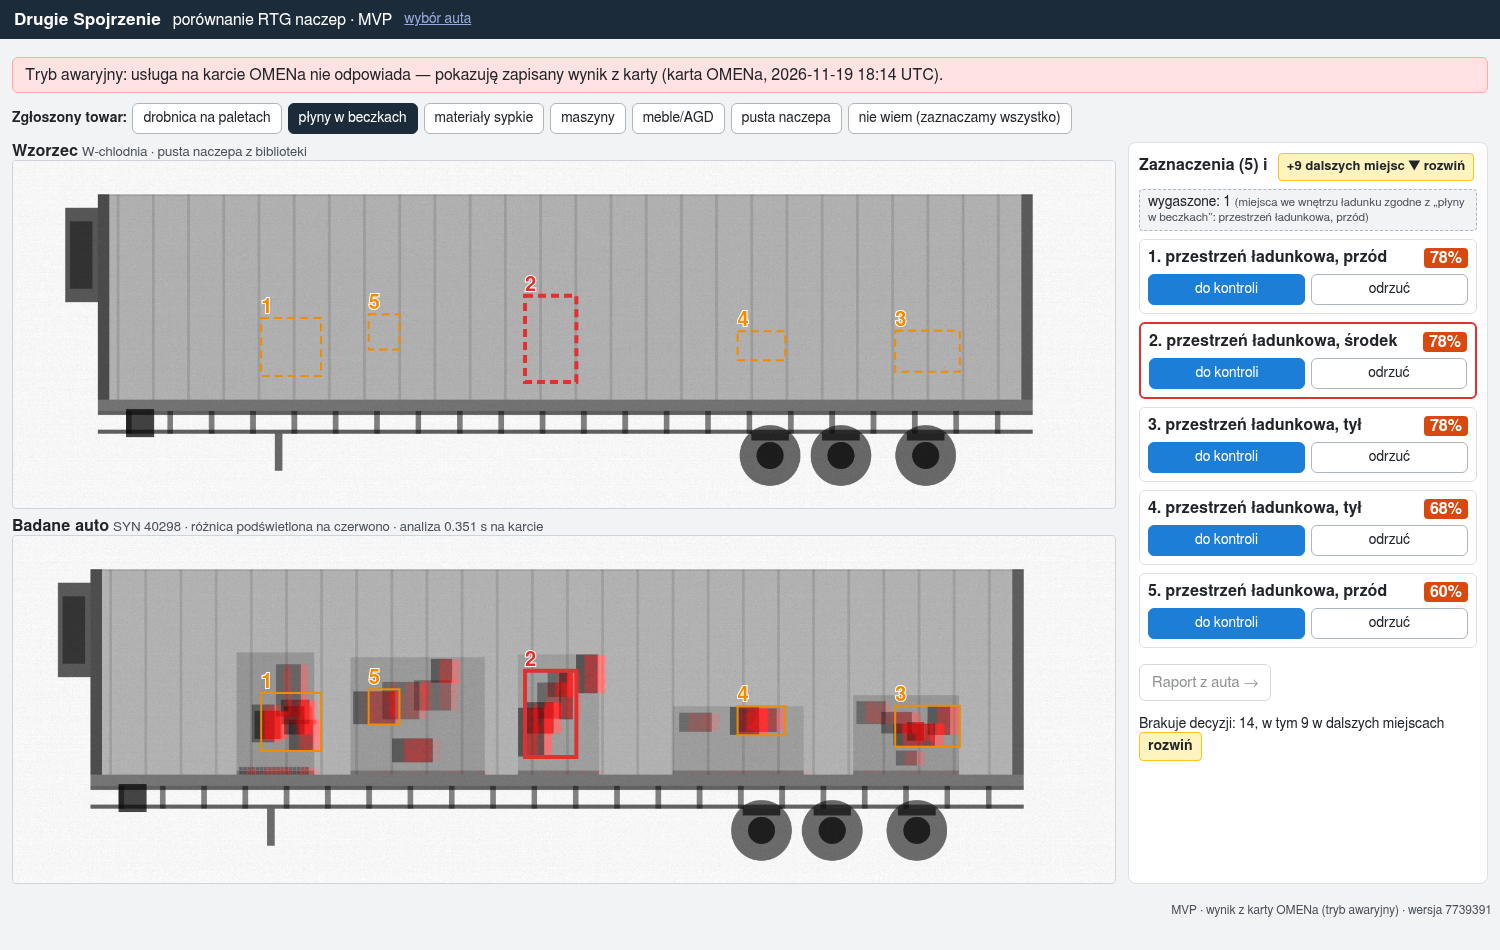 Drugie Spojrzenie porównanie RTG naczep · MVP wybór auta
Tryb awaryjny: usługa na karcie OMENa nie odpowiada — pokazuję zapisany wynik z karty (karta OMENa, 2026-11-19 18:14 UTC).
Zgłoszony towar: drobnica na paletach płyny w beczkach materiały sypkie maszyny meble/AGD pusta naczepa nie wiem (zaznaczamy wszystko)
Wzorzec W-chlodnia · pusta naczepa z biblioteki
1
5
2
4
3
Badane auto SYN 40298 · różnica podświetlona na czerwono · analiza 0.351 s na karcie
1
5
2
4
3
Zaznaczenia (5) i +9 dalszych miejsc ▼ rozwiń
wygaszone: 1 (miejsca we wnętrzu ładunku zgodne z „płyny
w beczkach”: przestrzeń ładunkowa, przód)
1. przestrzeń ładunkowa, przód 78%
do kontroli odrzuć
2. przestrzeń ładunkowa, środek 78%
do kontroli odrzuć
3. przestrzeń ładunkowa, tył 78%
do kontroli odrzuć
4. przestrzeń ładunkowa, tył 68%
do kontroli odrzuć
5. przestrzeń ładunkowa, przód 60%
do kontroli odrzuć
Raport z auta →
Brakuje decyzji: 14, w tym 9 w dalszych miejscach
rozwiń
MVP · wynik z karty OMENa (tryb awaryjny) · wersja 7739391